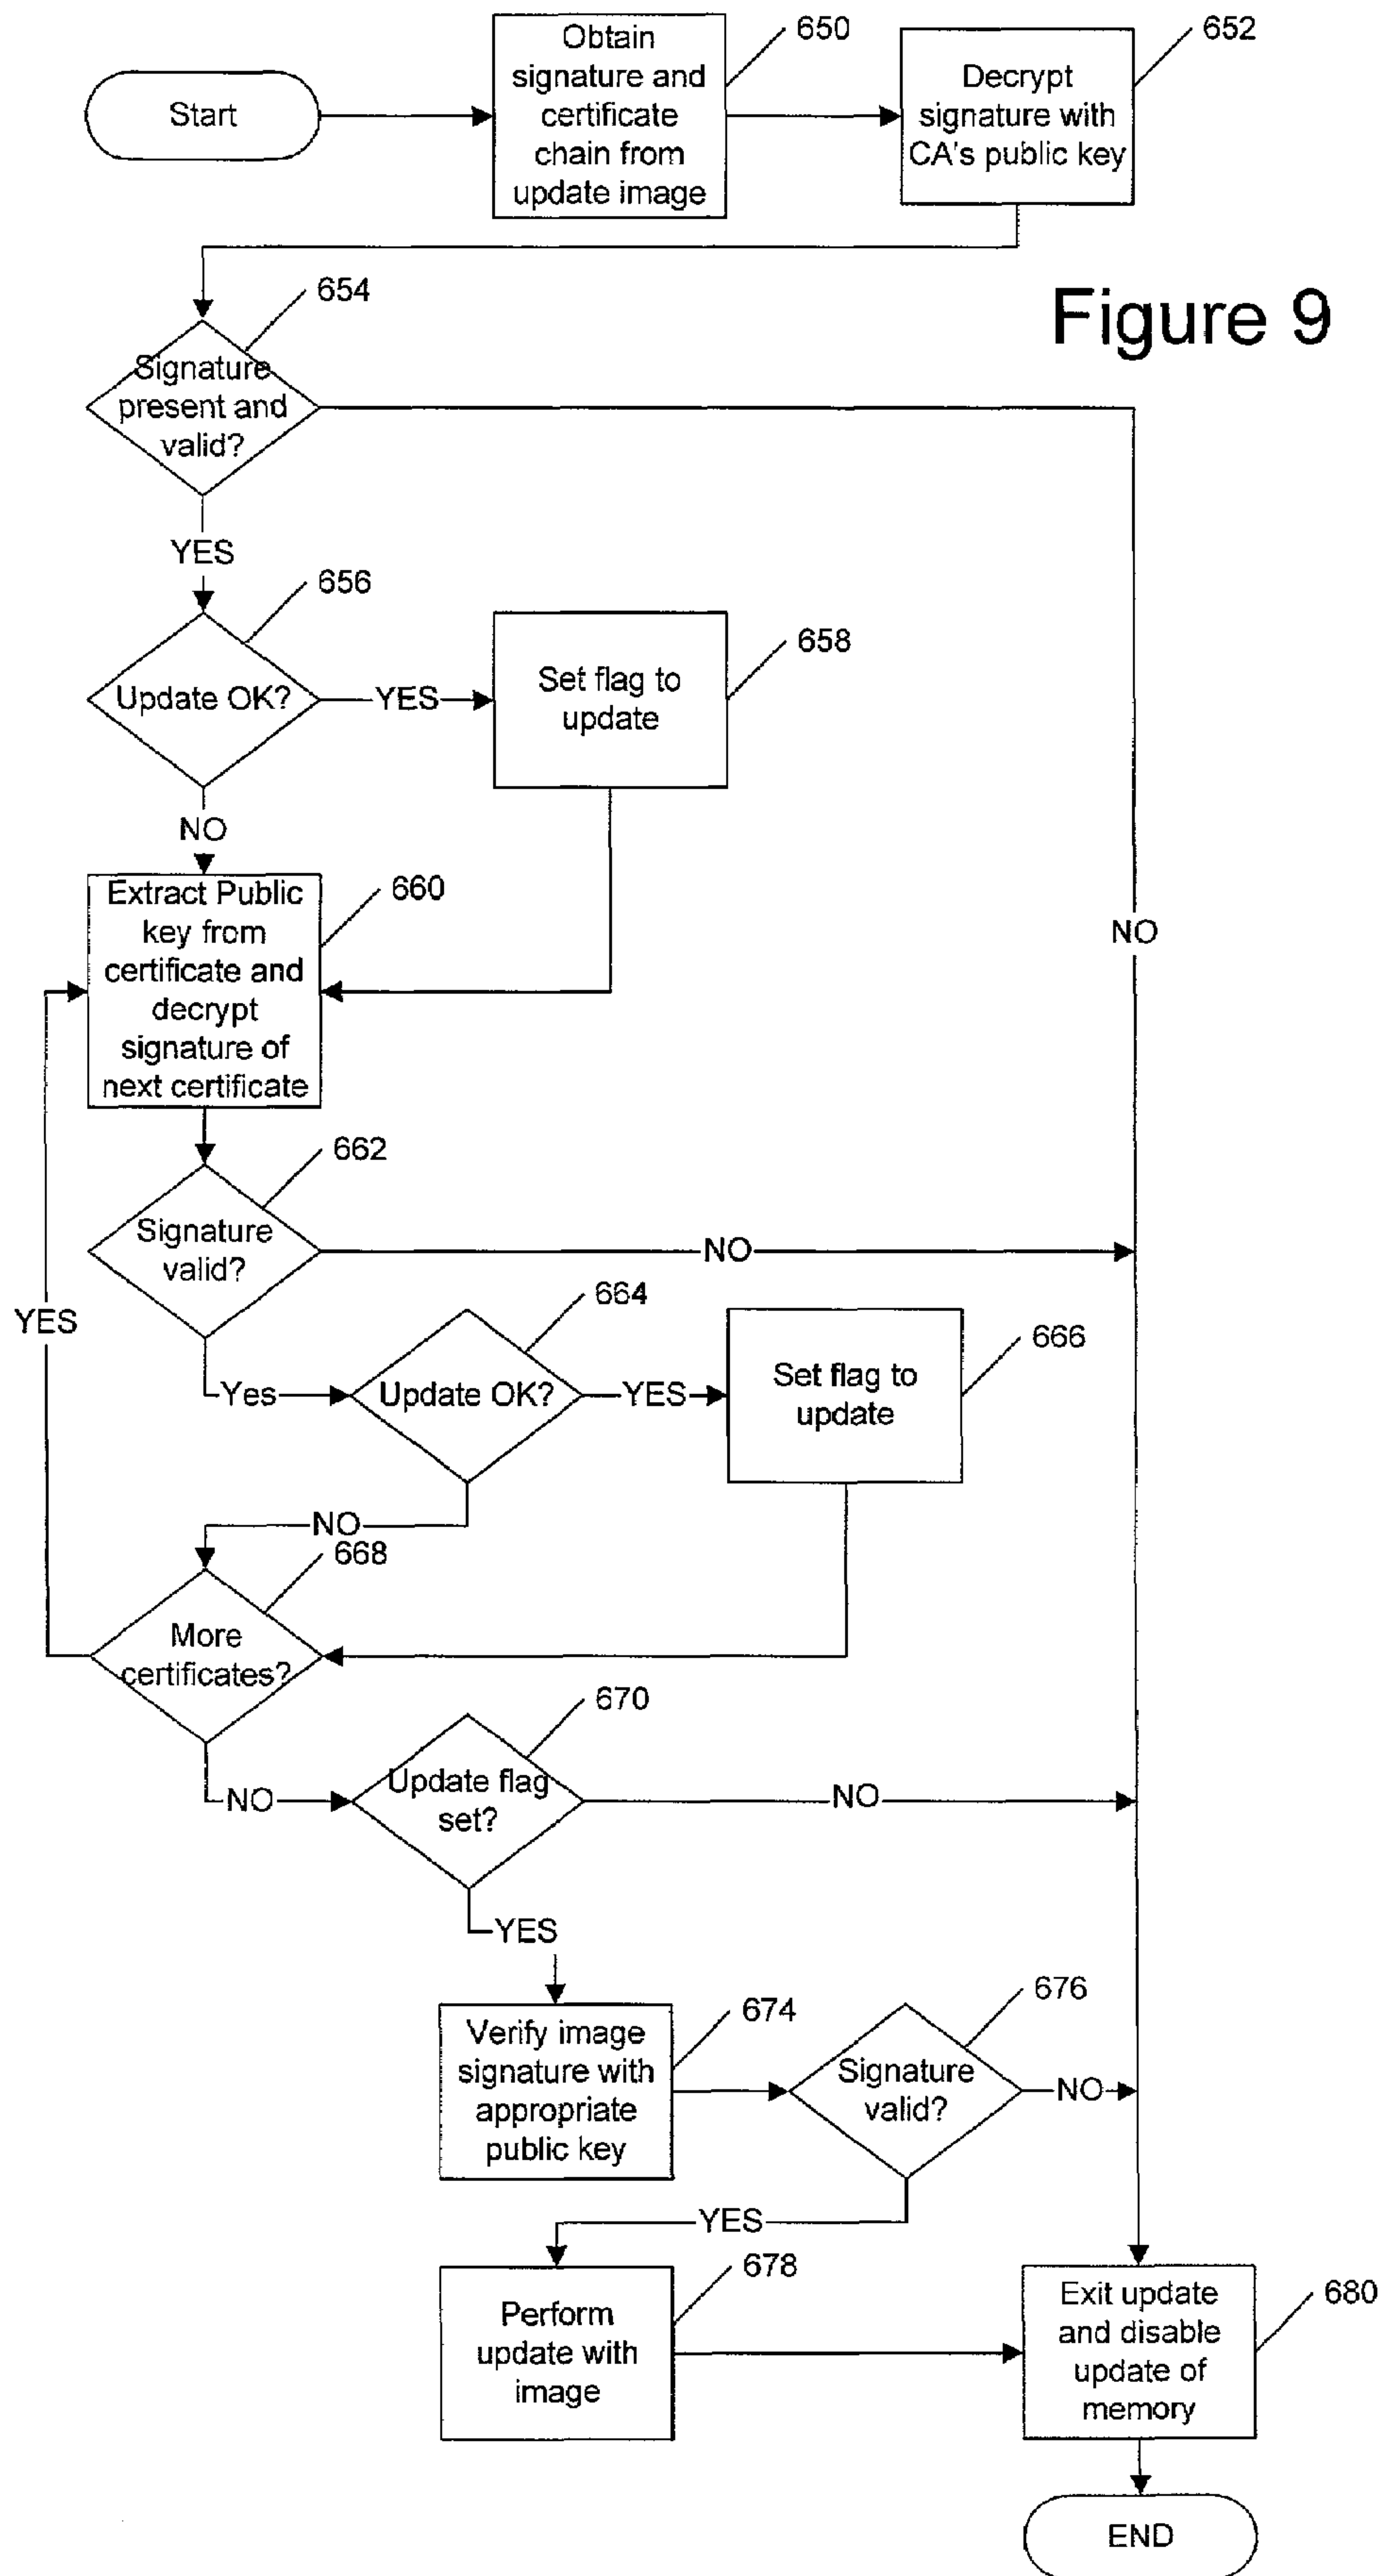 Start
Obtain
signature and
certificate
chain from
update image
650
Decrypt
signature with
CA's public key
652
Figure 9
654
Signature
present and
valid?
YES
NO
656
Update OK?
YES
658
Set flag to
update
NO
660
Extract Public
key from
certificate and
decrypt
signature of
next certificate
662
Signature
valid?
NO
YES
Yes
664
Update OK?
YES
666
Set flag to
update
NO
668
More
certificates?
NO
670
Update flag
set?
NO
YES
674
Verify image
signature with
appropriate
public key
676
Signature
valid?
NO
YES
678
Perform
update with
image
680
Exit update
and disable
update of
memory
END